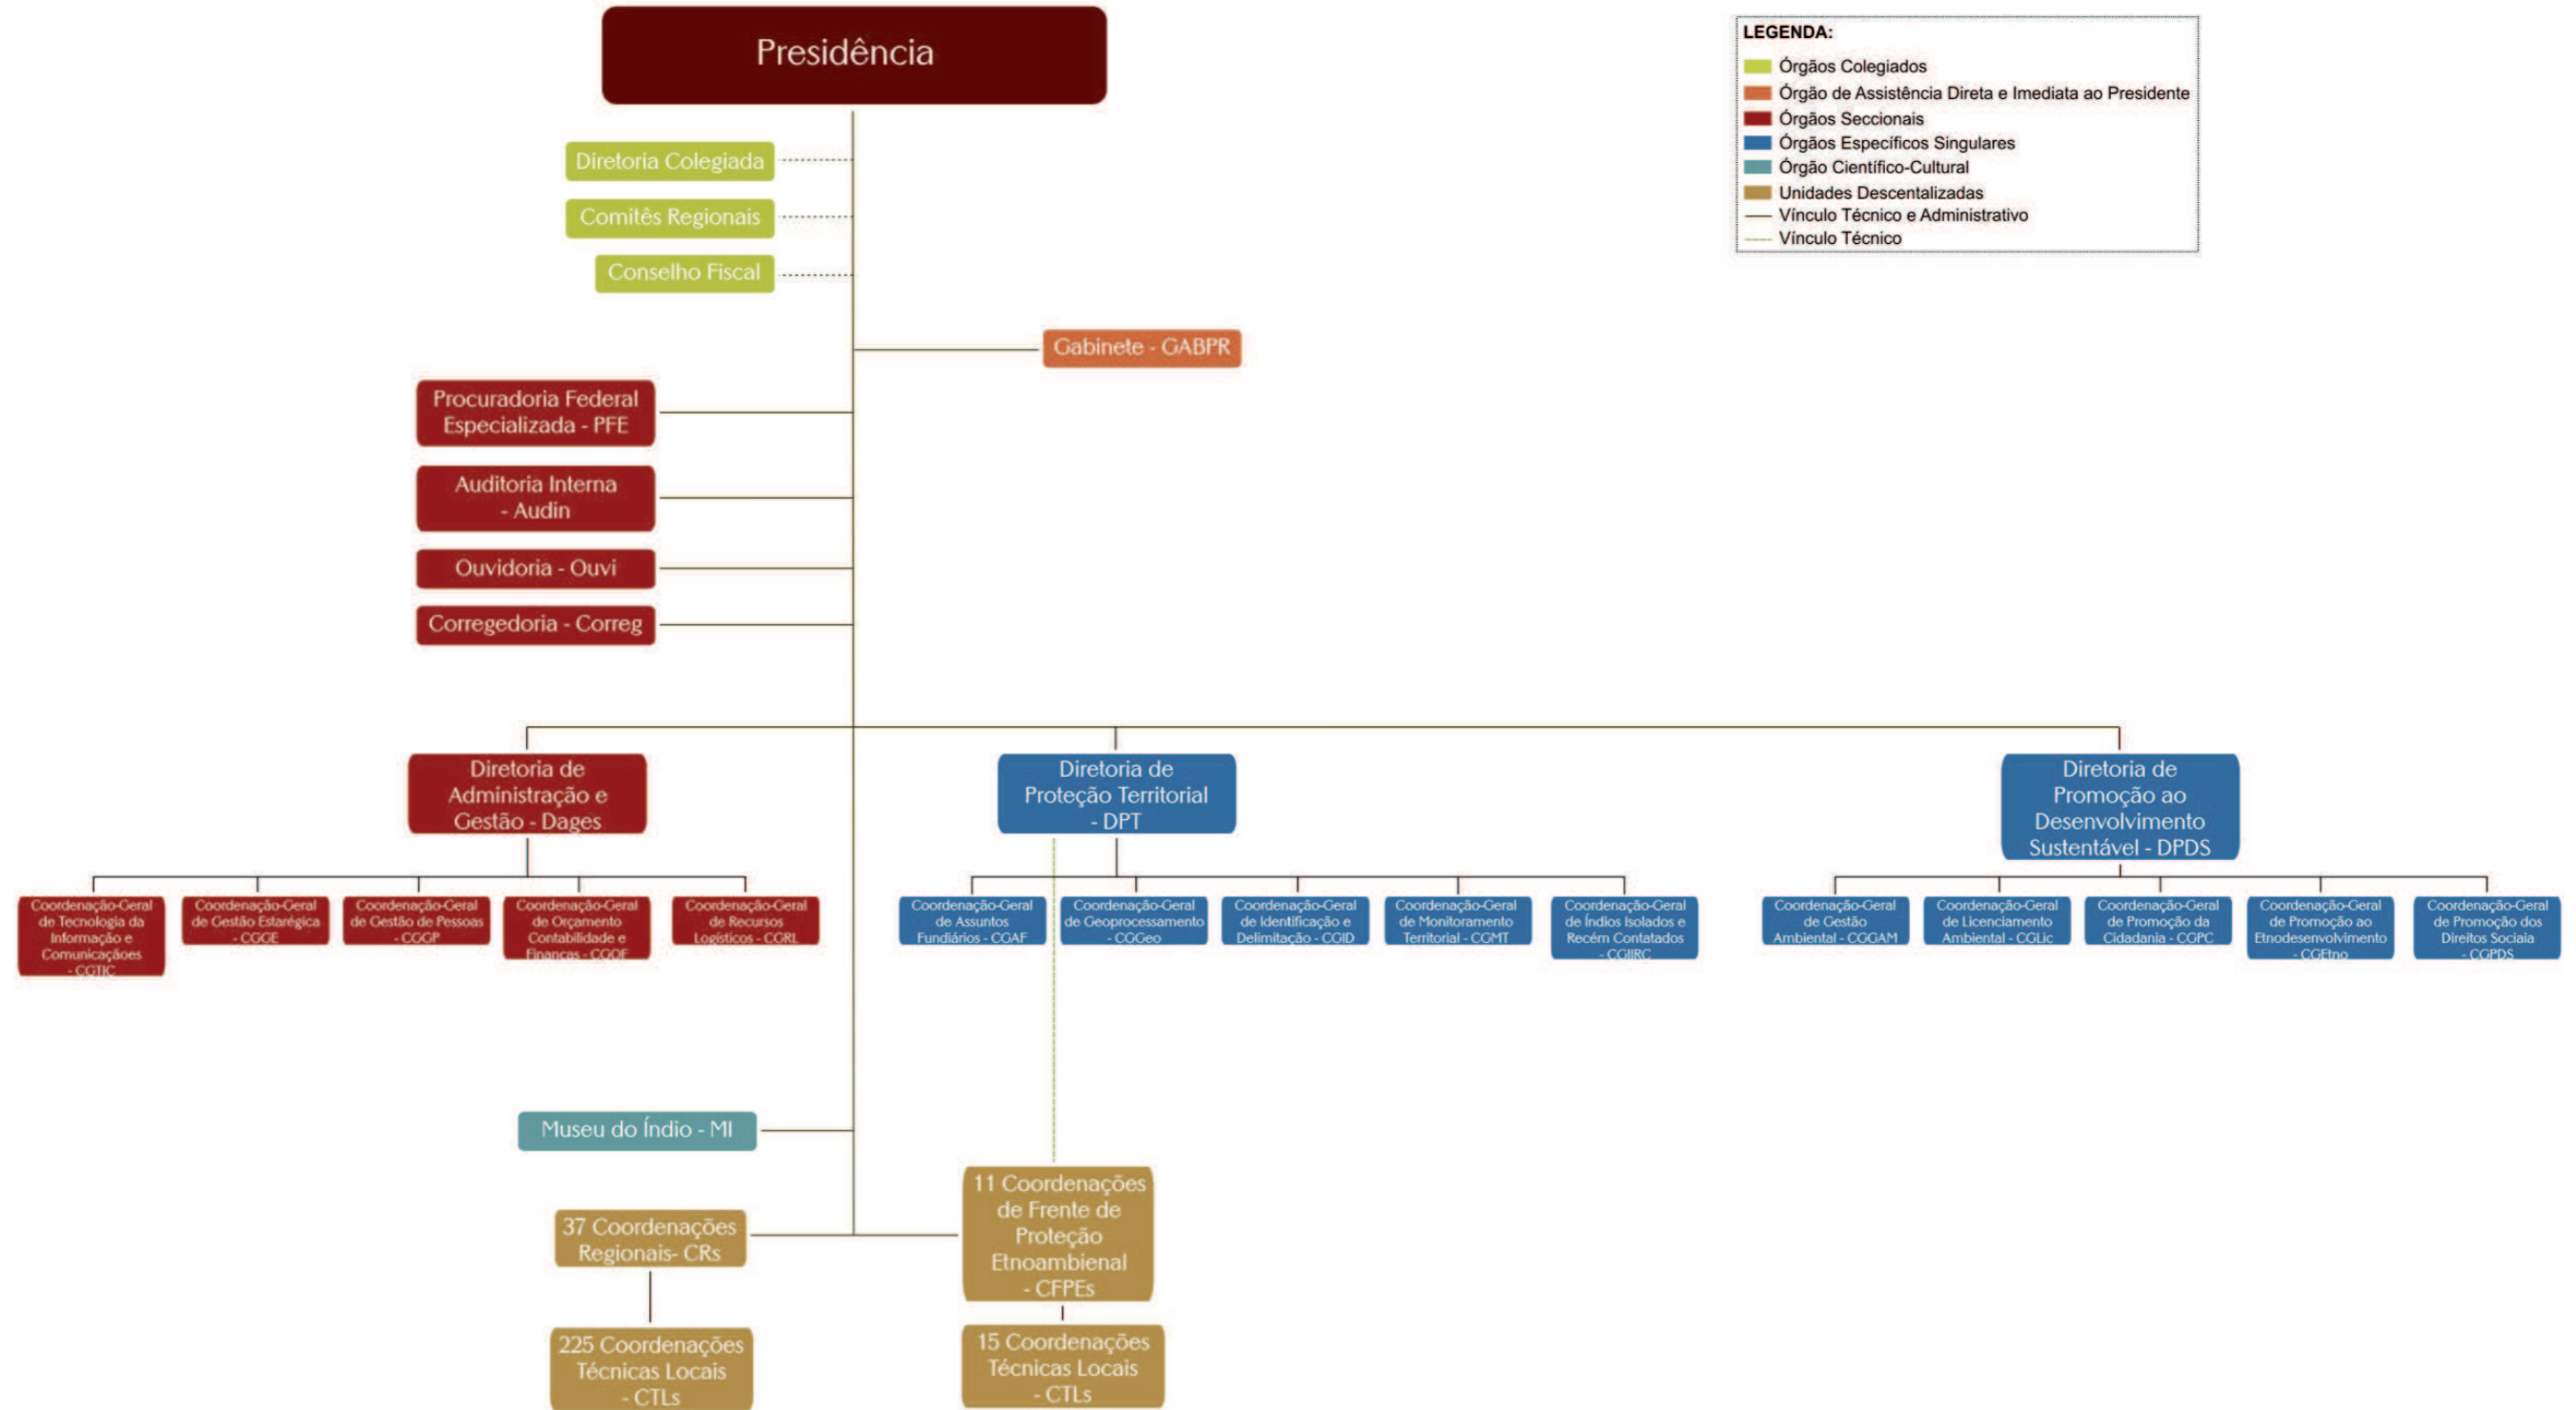 Presidência
LEGENDA:
Órgãos Colegiados
Órgão de Assistência Direta e Imediata ao Presidente
Órgãos Seccionais
Órgãos Específicos Singulares
Órgão Científico-Cultural
Unidades Descentalizadas
Vínculo Técnico e Administrativo
Vínculo Técnico
Diretoria Colegiada
Comitês Regionais
Conselho Fiscal
Gabinete - GABPR
Procuradoria Federal
Especializada - PFE
Auditoria Interna
- Audin
Ouvidoria - Ouvi
Corregedoria - Correg
Diretoria de
Administração e
Gestão - Dages
Diretoria de
Proteção Territorial
- DPT
Diretoria de
Promoção ao
Desenvolvimento
Sustentável - DPDS
Coordenação-Geral
de Tecnologia da
Informação e
Comunicaçãoes
- CGTIC
Coordenação-Geral
de Gestão Estarégica
- CGGE
Coordenação-Geral
de Gestão de Pessoas
- CGGP
Coordenação-Geral
de Orçamento
Contabilidade e
Finanças - CGOF
Coordenação-Geral
de Recursos
Logísticos - CGRL
Coordenação-Geral
de Assuntos
Fundiários - CGAF
Coordenação-Geral
de Geoprocessamento
- CGGeo
Coordenação-Geral
de Identificação e
Delimitação - CGID
Coordenação-Geral
de Monitoramento
Territorial - CGMT
Coordenação-Geral
de Índios Isolados e
Recém Contatados
- CGIIRC
Coordenação-Geral
de Gestão
Ambiental - CGGAM
Coordenação-Geral
de Licenciamento
Ambiental - CGLic
Coordenação-Geral
de Promoção da
Cidadania - CGPC
Coordenação-Geral
de Promoção ao
Etnodesenvolvimento
- CGEtno
Coordenação-Geral
de Promoção dos
Direitos Sociaia
- CGPDS
Museu do Índio - MI
37 Coordenações
Regionais- CRs
11 Coordenações
de Frente de
Proteção
Etnoambienal
- CFPEs
225 Coordenações
Técnicas Locais
- CTLs
15 Coordenações
Técnicas Locais
- CTLs